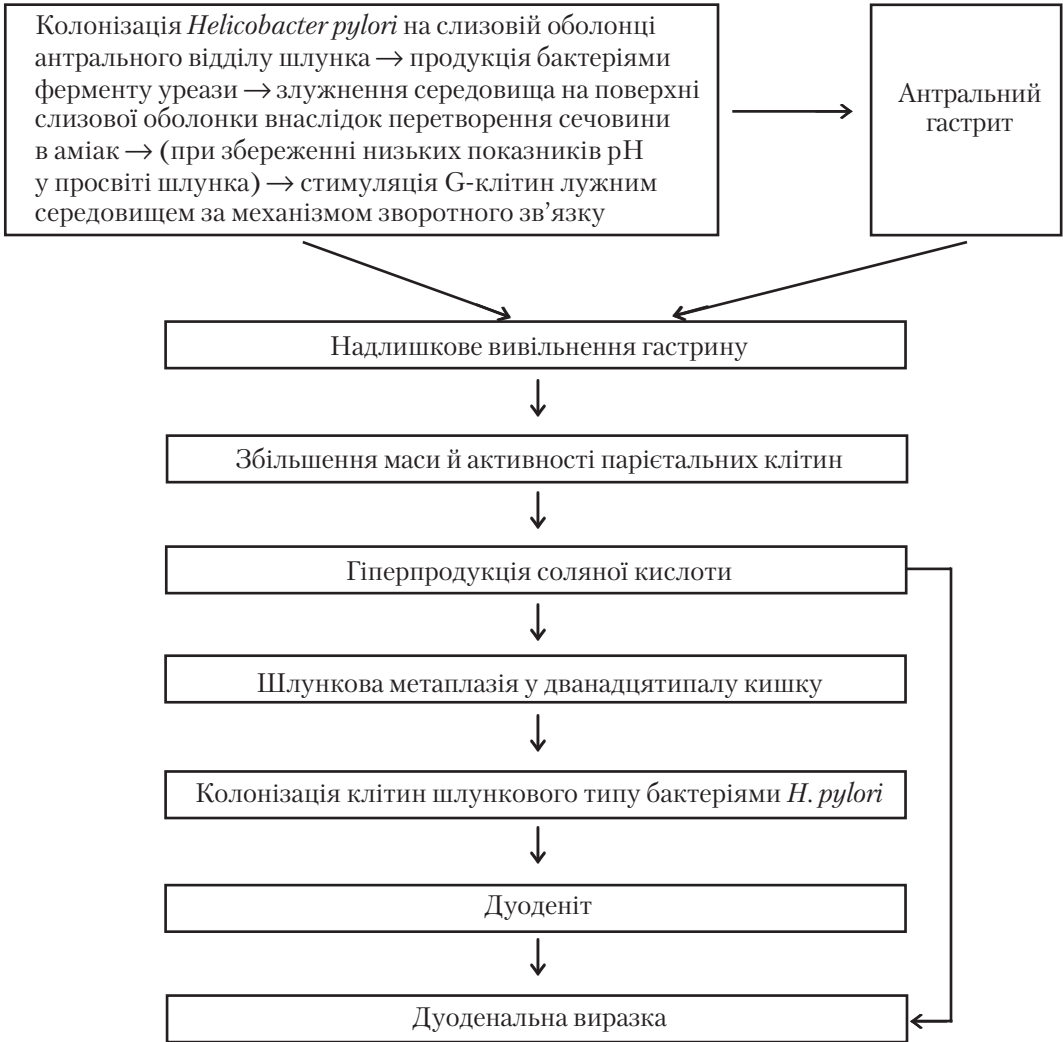 Колонізація Helicobacter pylori на слизовій оболонці
антрального відділу шлунка → продукція бактеріями
ферменту уреази → злужнення середовища на поверхні
слизової оболонки внаслідок перетворення сечовини
в аміак → (при збереженні низьких показників pH
у просвіті шлунка) → стимуляція G-клітин лужним
середовищем за механізмом зворотного зв’язку
Антральний
гастрит
Надлишкове вивільнення гастрину
Збільшення маси й активності парієтальних клітин
Гіперпродукція соляної кислоти
Шлункова метаплазія у дванадцятипалу кишку
Колонізація клітин шлункового типу бактеріями H. pylori
Дуоденіт
Дуоденальна виразка